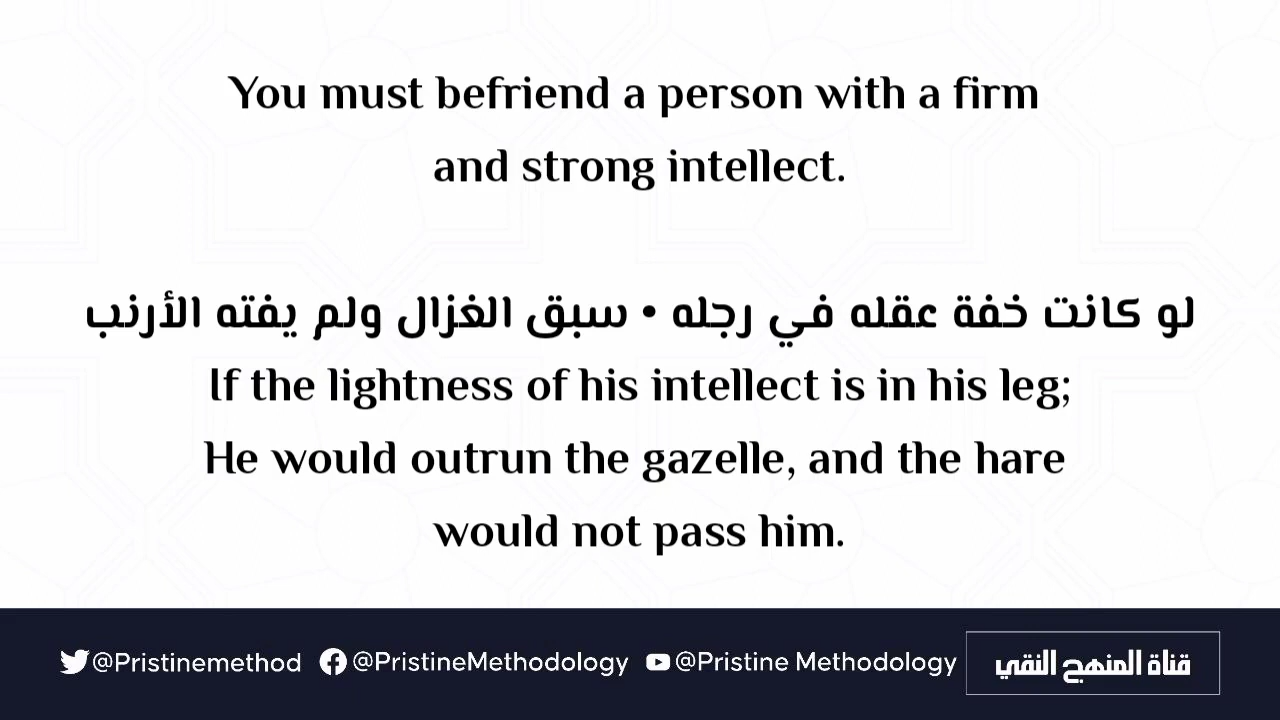 You must befriend a person with a firm
and strong intellect.
لو كانت خفة عقله في رجله • سبق الغزال ولم يفته الأرنب
If the lightness of his intellect is in his leg;
He would outrun the gazelle, and the hare
would not pass him.
@Pristinemethod @PristineMethodology @Pristine Methodology قناة المنهج النقي